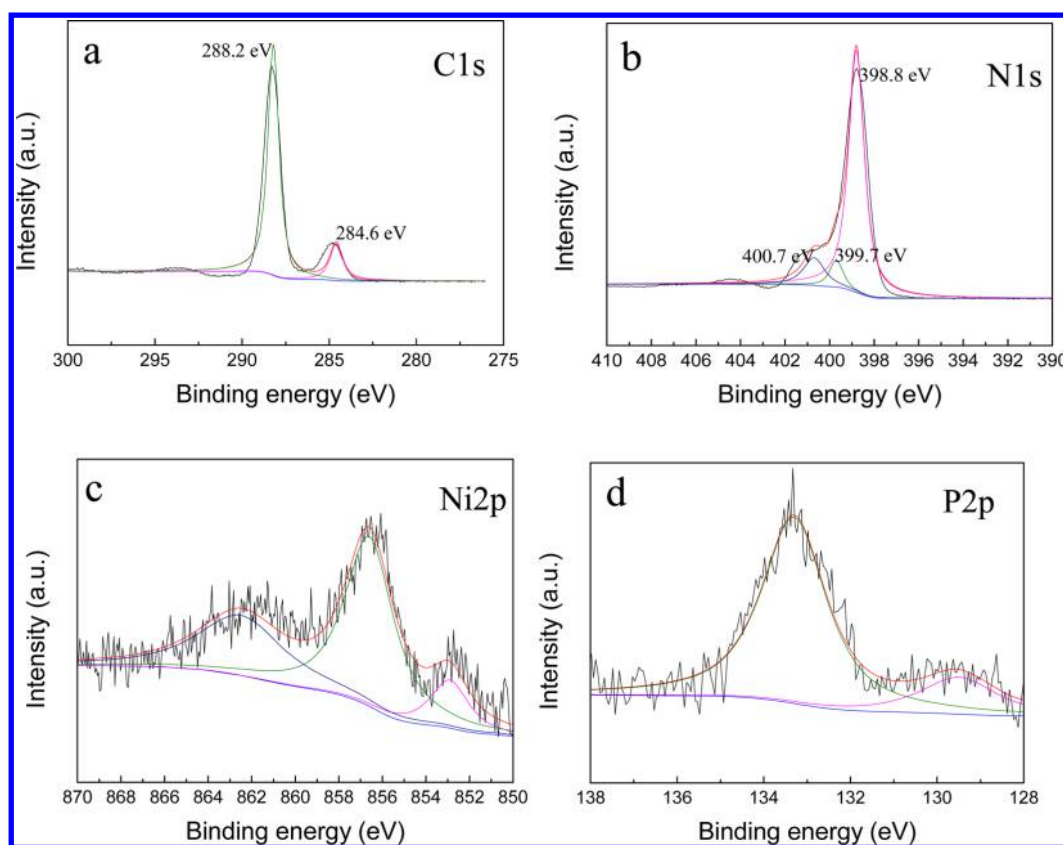 a
C1s
288.2 eV
284.6 eV
Intensity (a.u.)
300 295 290 285 280 275
Binding energy (eV)
b
N1s
398.8 eV
400.7 eV
399.7 eV
Intensity (a.u.)
410 408 406 404 402 400 398 396 394 392 390
Binding energy (eV)
c
Ni2p
Intensity (a.u.)
870 868 866 864 862 860 858 856 854 852 850
Binding energy (eV)
d
P2p
Intensity (a.u.)
138 136 134 132 130 128
Binding energy (eV)